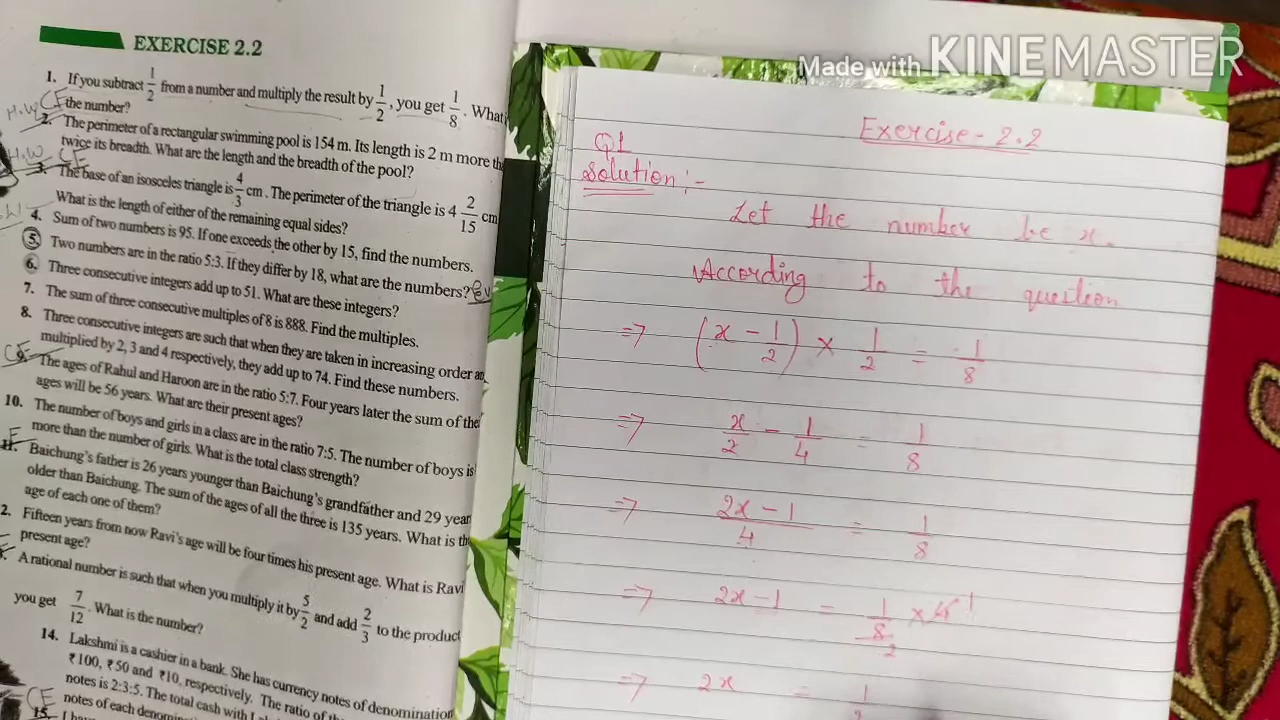 Made with KINEMASTER
EXERCISE 2.2
1. If you subtract 1/2 from a number and multiply the result by 1/2, you get 1/8. What
the number?
H.W CE
2. The perimeter of a rectangular swimming pool is 154 m. Its length is 2 m more
twice its breadth. What are the length and the breadth of the pool?
H.W CE
3. The base of an isosceles triangle is 4/3 cm. The perimeter of the triangle is 4 2/15 cm
What is the length of either of the remaining equal sides?
4. Sum of two numbers is 95. If one exceeds the other by 15, find the numbers.
5. Two numbers are in the ratio 5:3. If they differ by 18, what are the numbers?
6. Three consecutive integers add up to 51. What are these integers?
7. The sum of three consecutive multiples of 8 is 888. Find the multiples.
8. Three consecutive integers are such that when they are taken in increasing order
multiplied by 2, 3 and 4 respectively, they add up to 74. Find these numbers.
CE
9. The ages of Rahul and Haroon are in the ratio 5:7. Four years later the sum of the
ages will be 56 years. What are their present ages?
10. The number of boys and girls in a class are in the ratio 7:5. The number of boys is
more than the number of girls. What is the total class strength?
11. Baichung's father is 26 years younger than Baichung's grandfather and 29 year
older than Baichung. The sum of the ages of all the three is 135 years. What is th
age of each one of them?
2. Fifteen years from now Ravi's age will be four times his present age. What is Ravi
present age?
A rational number is such that when you multiply it by 5/2 and add 2/3 to the product
you get 7/12. What is the number?
14. Lakshmi is a cashier in a bank. She has currency notes of denomination
₹100, ₹50 and ₹10, respectively. The ratio of
notes is 2:3:5. The total cash with
CE
notes of each denomi
15. I have
Exercise - 2.2
Q1
Solution :-
Let the number be x.
According to the question
⇒ (x - 1/2) × 1/2 = 1/8
⇒ x/2 - 1/4 = 1/8
⇒ (2x - 1)/4 = 1/8
⇒ 2x - 1 = 1/8 × 4 1
2
⇒ 2x = 1